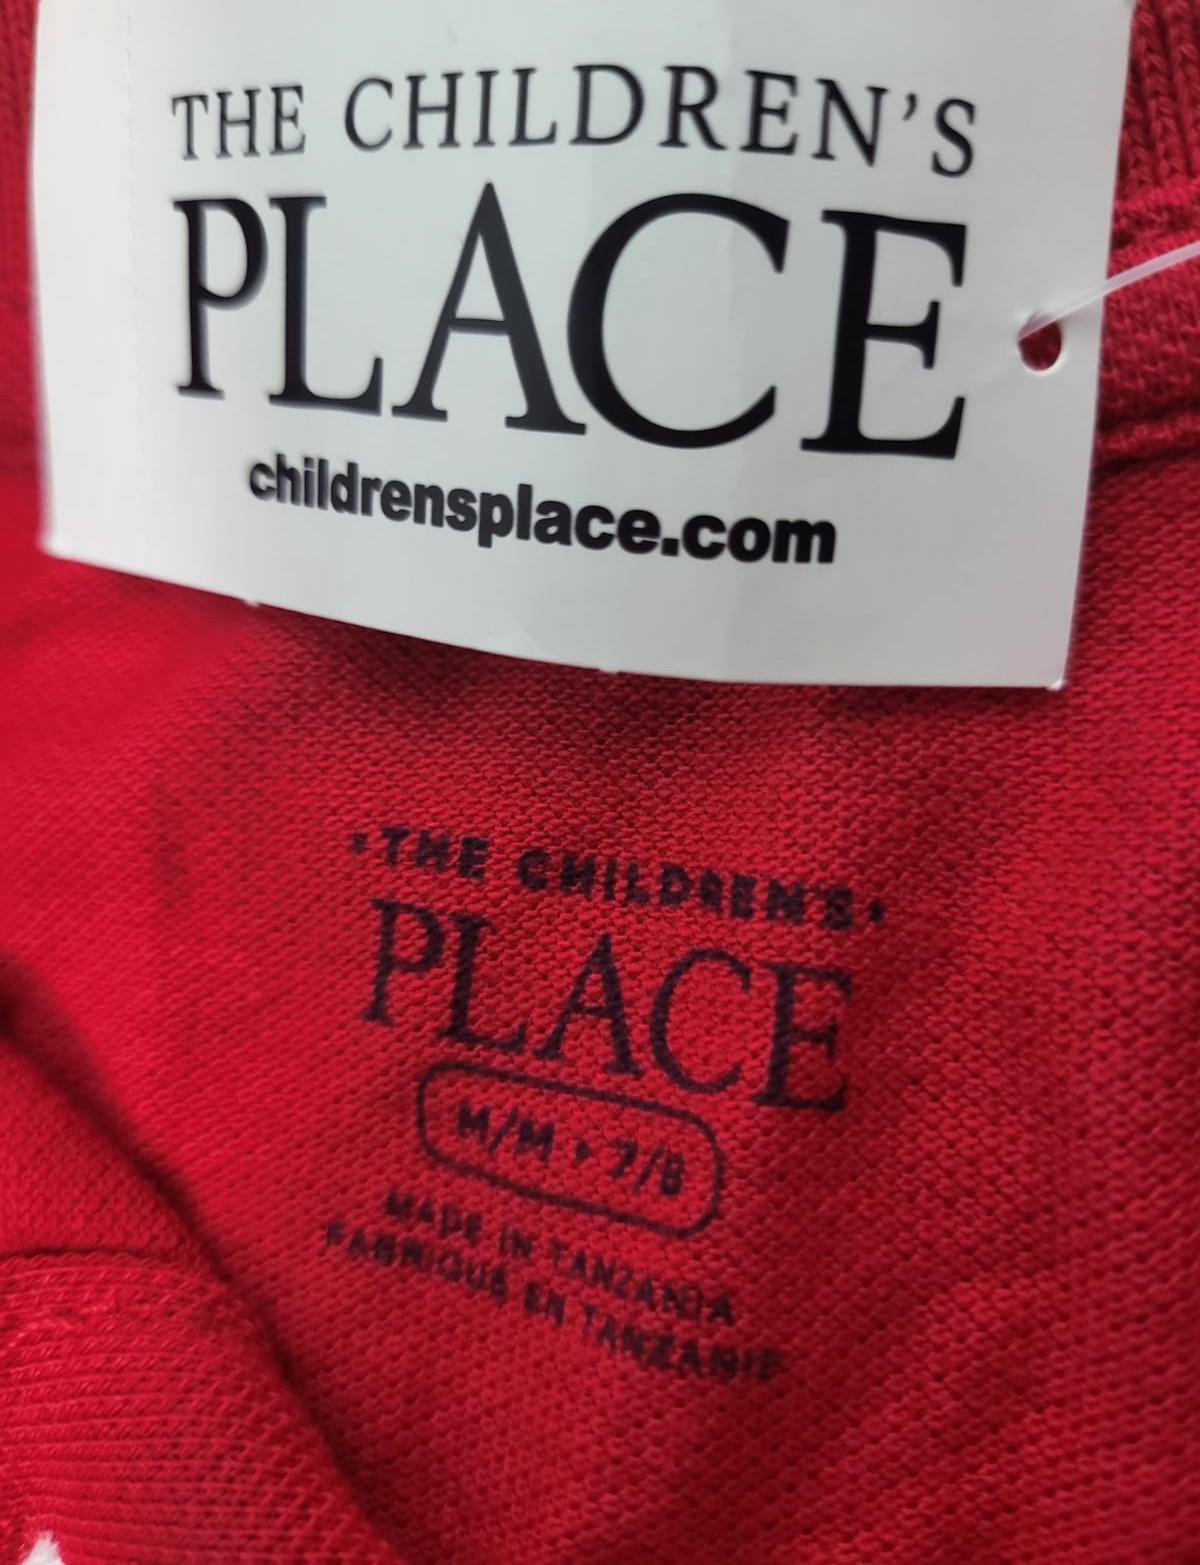 THE CHILDREN'S
PLACE
childrensplace.com
•THE CHILDREN'S•
PLACE
M/M • 7/8
MADE IN TANZANIA
FABRIQUÉ EN TANZANIE